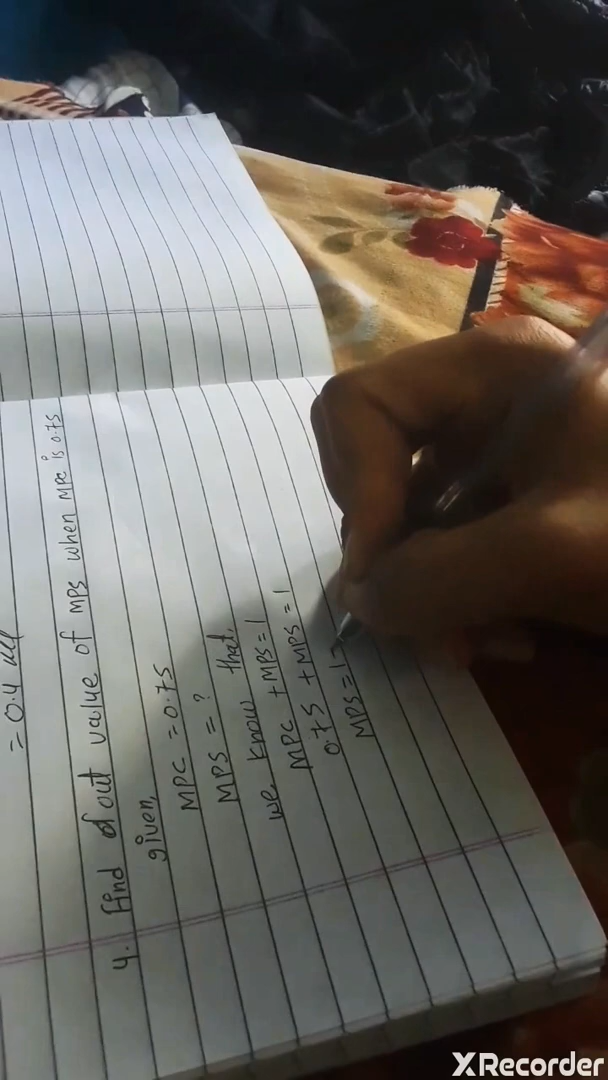 = 0.4
4. Find of out value of MPS when MPC is 0.75
given,
MPC = 0.75
MPS = ?
we know that,
MPC + MPS = 1
0.75 + MPS = 1
MPS = 1 -
XRecorder